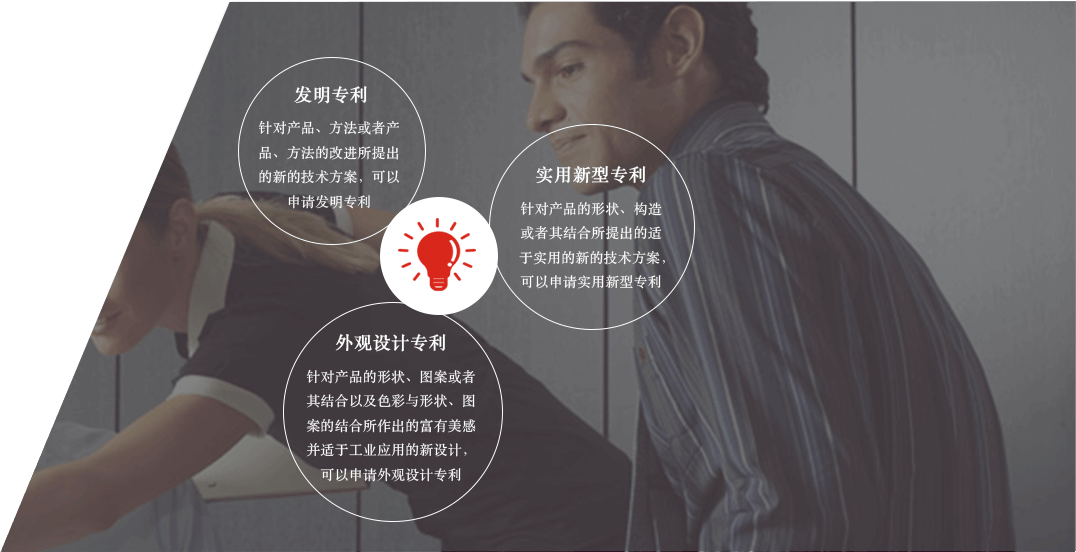 发明专利
针对产品、方法或者产
品、方法的改进所提出
的新的技术方案，可以
申请发明专利
实用新型专利
针对产品的形状、构造
或者其结合所提出的适
于实用的新的技术方案，
可以申请实用新型专利
外观设计专利
针对产品的形状、图案或者
其结合以及色彩与形状、图
案的结合所作出的富有美感
并适于工业应用的新设计，
可以申请外观设计专利